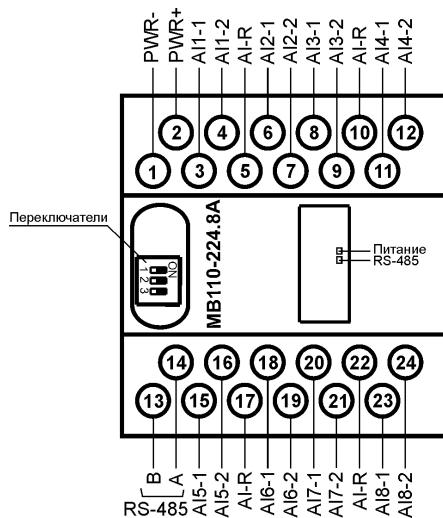 PWR-
PWR+
AI1-1
AI1-2
AI-R
AI2-1
AI2-2
AI3-1
AI3-2
AI-R
AI4-1
AI4-2
2 4 6 8 10 12
1 3 5 7 9 11
Переключатели
ON
1
2
3
МВ110-224.8А
Питание
RS-485
14 16 18 20 22 24
13 15 17 19 21 23
B
A
RS-485
AI5-1
AI5-2
AI-R
AI6-1
AI6-2
AI7-1
AI7-2
AI-R
AI8-1
AI8-2